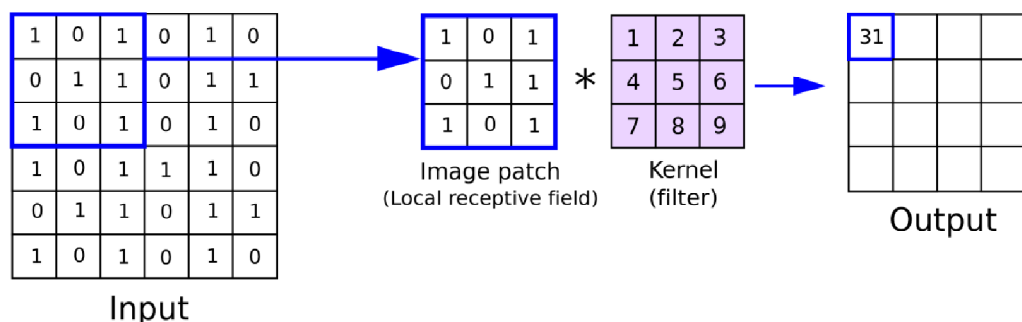 1 0 1 0 1 0
0 1 1 0 1 1
1 0 1 0 1 0
1 0 1 1 1 0
0 1 1 0 1 1
1 0 1 0 1 0
Input
1 0 1
0 1 1
1 0 1
Image patch
(Local receptive field)
*
1 2 3
4 5 6
7 8 9
Kernel
(filter)
31
Output